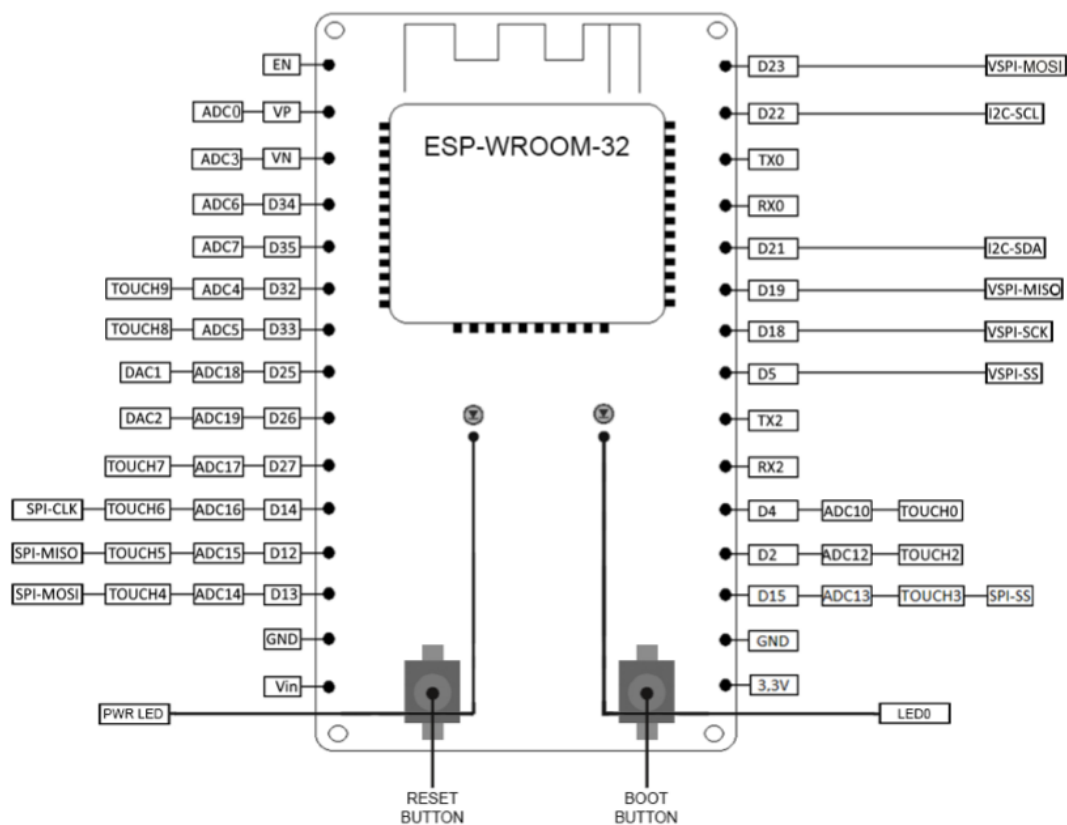 ESP-WROOM-32
EN
ADC0 VP
ADC3 VN
ADC6 D34
ADC7 D35
TOUCH9 ADC4 D32
TOUCH8 ADC5 D33
DAC1 ADC18 D25
DAC2 ADC19 D26
TOUCH7 ADC17 D27
SPI-CLK TOUCH6 ADC16 D14
SPI-MISO TOUCH5 ADC15 D12
SPI-MOSI TOUCH4 ADC14 D13
GND
Vin
PWR LED
D23 VSPI-MOSI
D22 I2C-SCL
TX0
RX0
D21 I2C-SDA
D19 VSPI-MISO
D18 VSPI-SCK
D5 VSPI-SS
TX2
RX2
D4 ADC10 TOUCH0
D2 ADC12 TOUCH2
D15 ADC13 TOUCH3 SPI-SS
GND
3.3V
LED0
RESET
BUTTON
BOOT
BUTTON